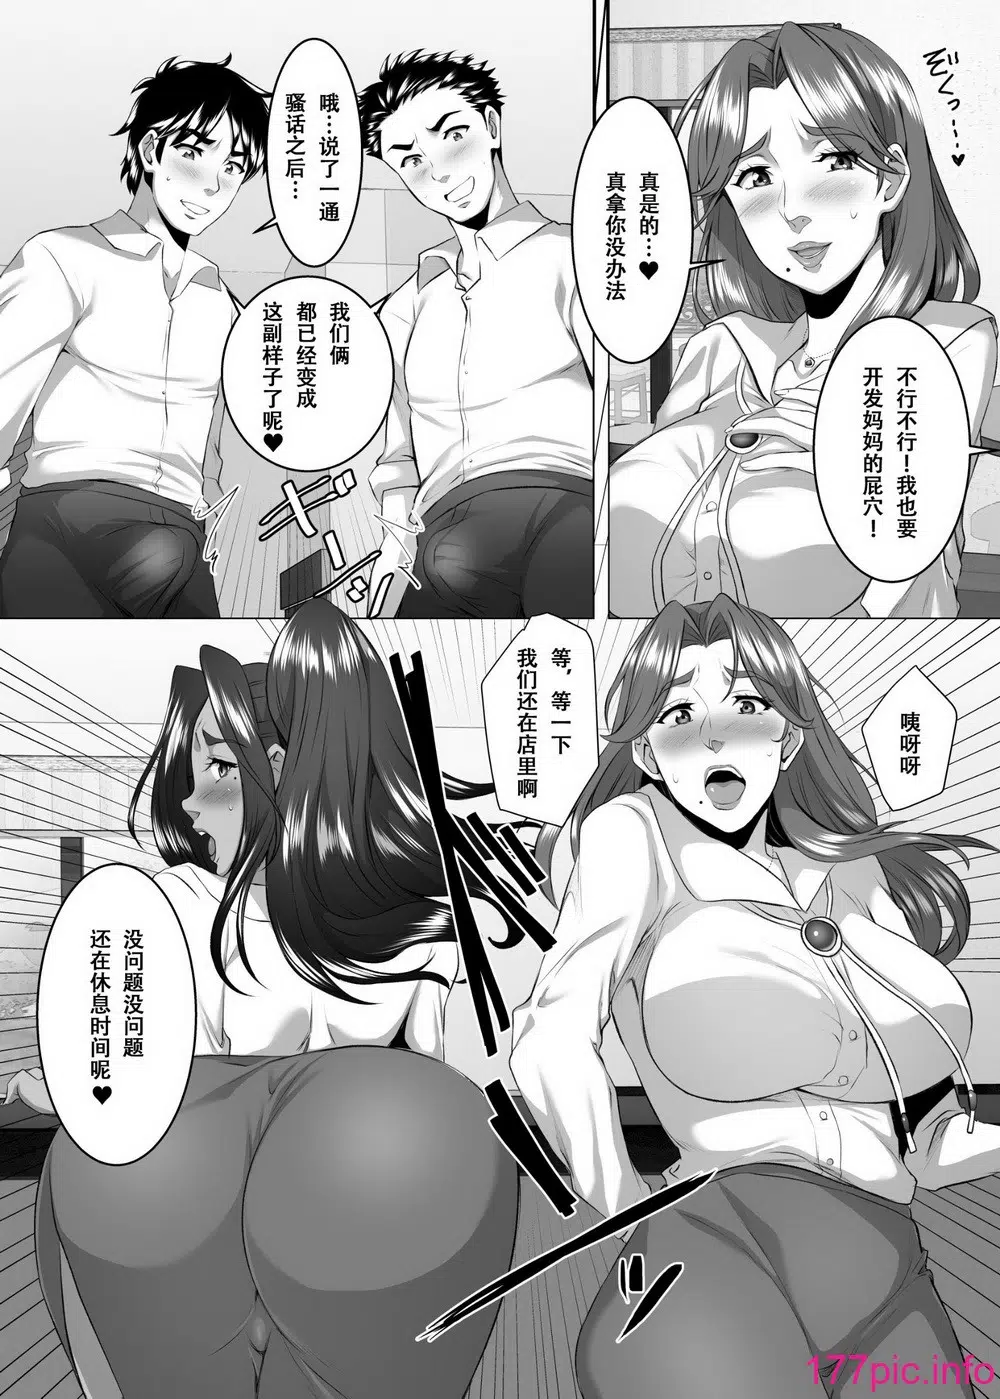 真是的…♥
真拿你没办法
ぞくっ…♥
不行不行！我也要
开发妈妈的屁穴！
哦…说了一通
骚话之后…
我们俩
都已经变成
这副样子了呢♥
ギギ
咦呀呀
等，等一下
我们还在店里啊
没问题没问题
还在休息时间呢♥
177pic.info